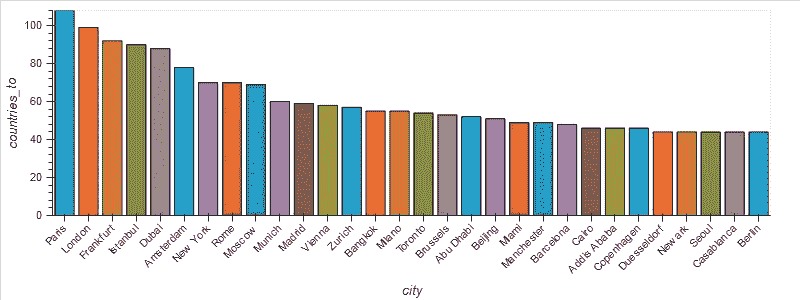 100
80
60
40
20
0
countries_to
Paris
London
Frankfurt
Istanbul
Dubai
Amsterdam
New York
Rome
Moscow
Munich
Madrid
Vienna
Zurich
Bangkok
Milano
Toronto
Brussels
Abu Dhabi
Beijing
Miami
Manchester
Barcelona
Cairo
Addis Ababa
Copenhagen
Duesseldorf
Newark
Seoul
Casablanca
Berlin
city